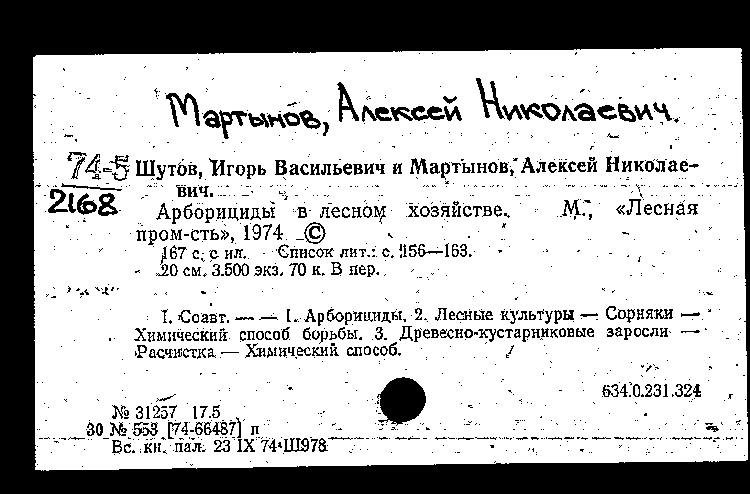 Мартынов, Алексей Николаевич.
74-5 Шутов, Игорь Васильевич и Мартынов, Алексей Николае-
2168 вич.
Арборициды в лесном хозяйстве. М., «Лесная
пром-сть», 1974 ©
167 с. с ил. Список лит.: с. 156—163.
20 см. 3.500 экз. 70 к. В пер.
I. Соавт. — — 1. Арборициды. 2. Лесные культуры — Сорняки —
Химический способ борьбы. 3. Древесно-кустарниковые заросли —
Расчистка — Химический способ.
634.0.231.324
№ 31257 17.5
30 № 553 [74-66487] п
Вс. кн. пал. 23 IX 74 Ш978